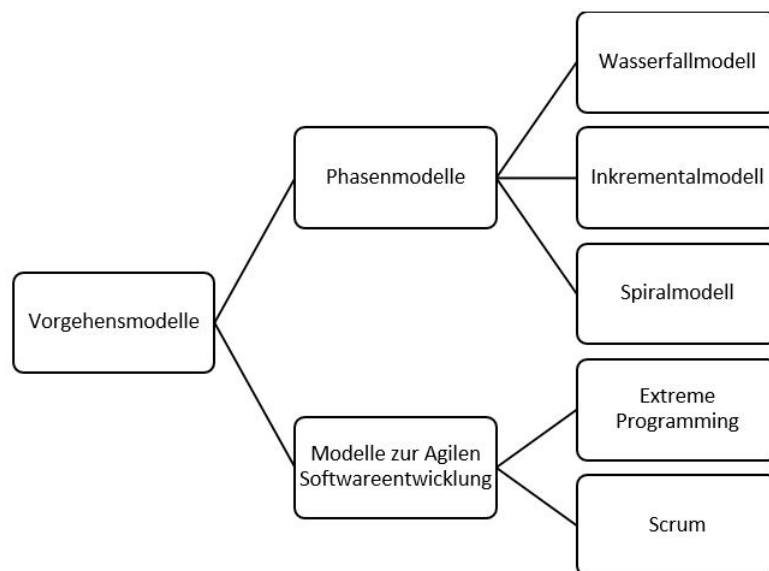 Wasserfallmodell
Phasenmodelle
Inkrementalmodell
Spiralmodell
Vorgehensmodelle
Extreme
Programming
Modelle zur Agilen
Softwareentwicklung
Scrum